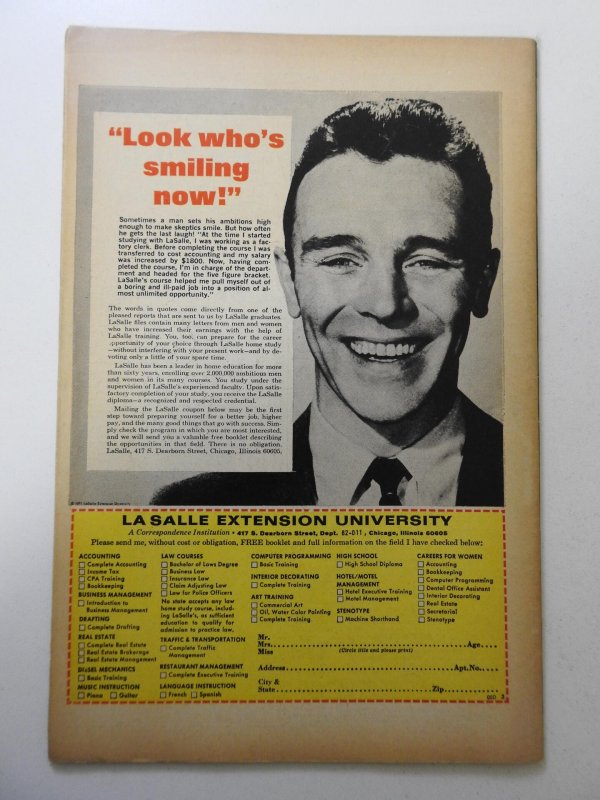 “Look who’s
smiling
now!”
Sometimes a man sets his ambitions high
enough to make skeptics smile. But how often
he gets the last laugh! “At the time I started
studying with LaSalle, I was working as a fac-
tory clerk. Before completing the course I was
transferred to cost accounting and my salary
was increased by $1800. Now, having com-
pleted the course, I’m in charge of the depart-
ment and headed for the five figure bracket.
LaSalle’s course helped me pull myself out of
a boring and ill-paid job into a position of al-
most unlimited opportunity.”
The words in quotes come directly from one of the
pleased reports that are sent to us by LaSalle graduates.
LaSalle files contain many letters from men and women
who have increased their earnings with the help of
LaSalle training. You, too, can prepare for the career
opportunity of your choice through LaSalle home study
—without interfering with your present work—and by de-
voting only a little of your spare time.
LaSalle has been a leader in home education for more
than sixty years, enrolling over 2,000,000 ambitious men
and women in its many courses. You study under the
supervision of LaSalle’s experienced faculty. Upon satis-
factory completion of your study, you receive the LaSalle
diploma—a recognized and respected credential.
Mailing the LaSalle coupon below may be the first
step toward preparing yourself for a better job, higher
pay, and the many good things that go with success. Sim-
ply check the program in which you are most interested,
and we will send you a valuable free booklet describing
the opportunities in that field. There is no obligation.
LaSalle, 417 S. Dearborn Street, Chicago, Illinois 60605.
LaSalle Extension University
LA SALLE EXTENSION UNIVERSITY
A Correspondence Institution • 417 S. Dearborn Street, Dept. 82-011, Chicago, Illinois 60605
Please send me, without cost or obligation, FREE booklet and full information on the field I have checked below:
ACCOUNTING
Complete Accounting
Income Tax
CPA Training
Bookkeeping
BUSINESS MANAGEMENT
Introduction to
Business Management
DRAFTING
Complete Drafting
REAL ESTATE
Complete Real Estate
Real Estate Brokerage
Real Estate Management
DIESEL MECHANICS
Basic Training
MUSIC INSTRUCTION
Piano Guitar
LAW COURSES
Bachelor of Laws Degree
Business Law
Insurance Law
Claim Adjusting Law
Law for Police Officers
No state accepts any law
home study course, includ-
ing LaSalle’s, as sufficient
education to qualify for
admission to practice law.
TRAFFIC & TRANSPORTATION
Complete Traffic
Management
RESTAURANT MANAGEMENT
Complete Executive Training
LANGUAGE INSTRUCTION
French Spanish
COMPUTER PROGRAMMING
Basic Training
INTERIOR DECORATING
Complete Training
ART TRAINING
Commercial Art
Oil, Water Color Painting
Complete Training
HIGH SCHOOL
High School Diploma
HOTEL/MOTEL
MANAGEMENT
Hotel Executive Training
Motel Management
STENOTYPE
Machine Shorthand
CAREERS FOR WOMEN
Accounting
Bookkeeping
Computer Programming
Dental Office Assistant
Interior Decorating
Real Estate
Secretarial
Stenotype
Mr.
Mrs. Age
Miss (Circle title and please print)
Address Apt. No.
City &
State Zip